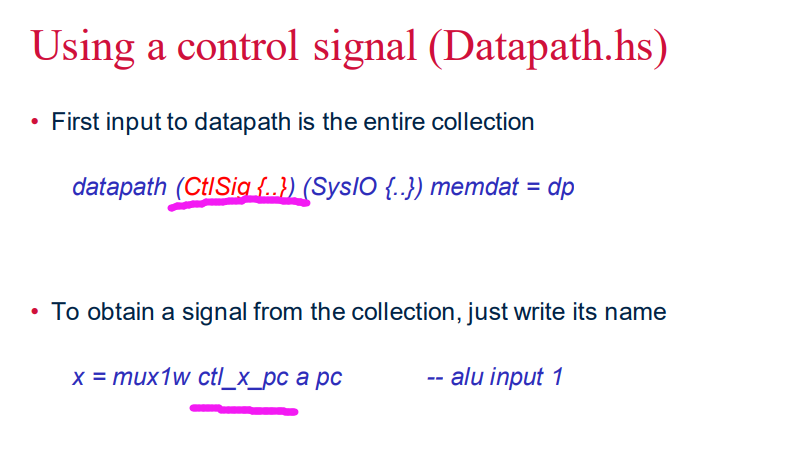 Using a control signal (Datapath.hs)
• First input to datapath is the entire collection
datapath (CtlSig {..}) (SysIO {..}) memdat = dp
• To obtain a signal from the collection, just write its name
x = mux1w ctl_x_pc a pc -- alu input 1